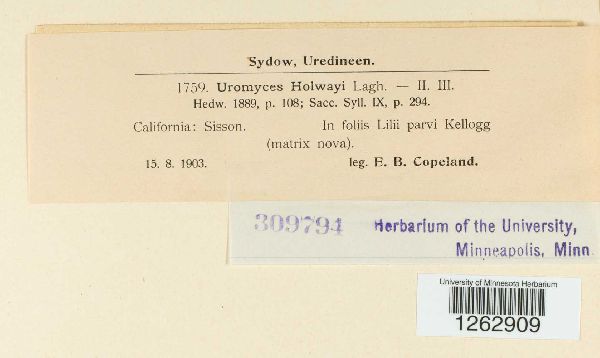 Sydow, Uredineen.
1759. Uromyces Holwayi Lagh. — II. III.
Hedw. 1889, p. 108; Sacc. Syll. IX, p. 294.
California: Sisson. In foliis Lilii parvi Kellogg
(matrix nova).
15. 8. 1903. leg. E. B. Copeland.
309794 Herbarium of the University,
Minneapolis, Minn.
University of Minnesota Herbarium
1262909